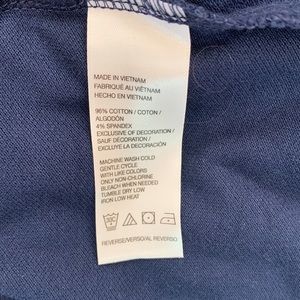 MADE IN VIETNAM
FABRIQUÉ AU VIÊTNAM
HECHO EN VIETNAM
96% COTTON / COTON /
ALGODÓN
4% SPANDEX
EXCLUSIVE OF DECORATION /
SAUF DÉCORATION /
EXCLUYE LA DECORACIÓN
MACHINE WASH COLD
GENTLE CYCLE
WITH LIKE COLORS
ONLY NON-CHLORINE
BLEACH WHEN NEEDED
TUMBLE DRY LOW
IRON LOW HEAT
REVERSE/VERSO/AL REVERSO